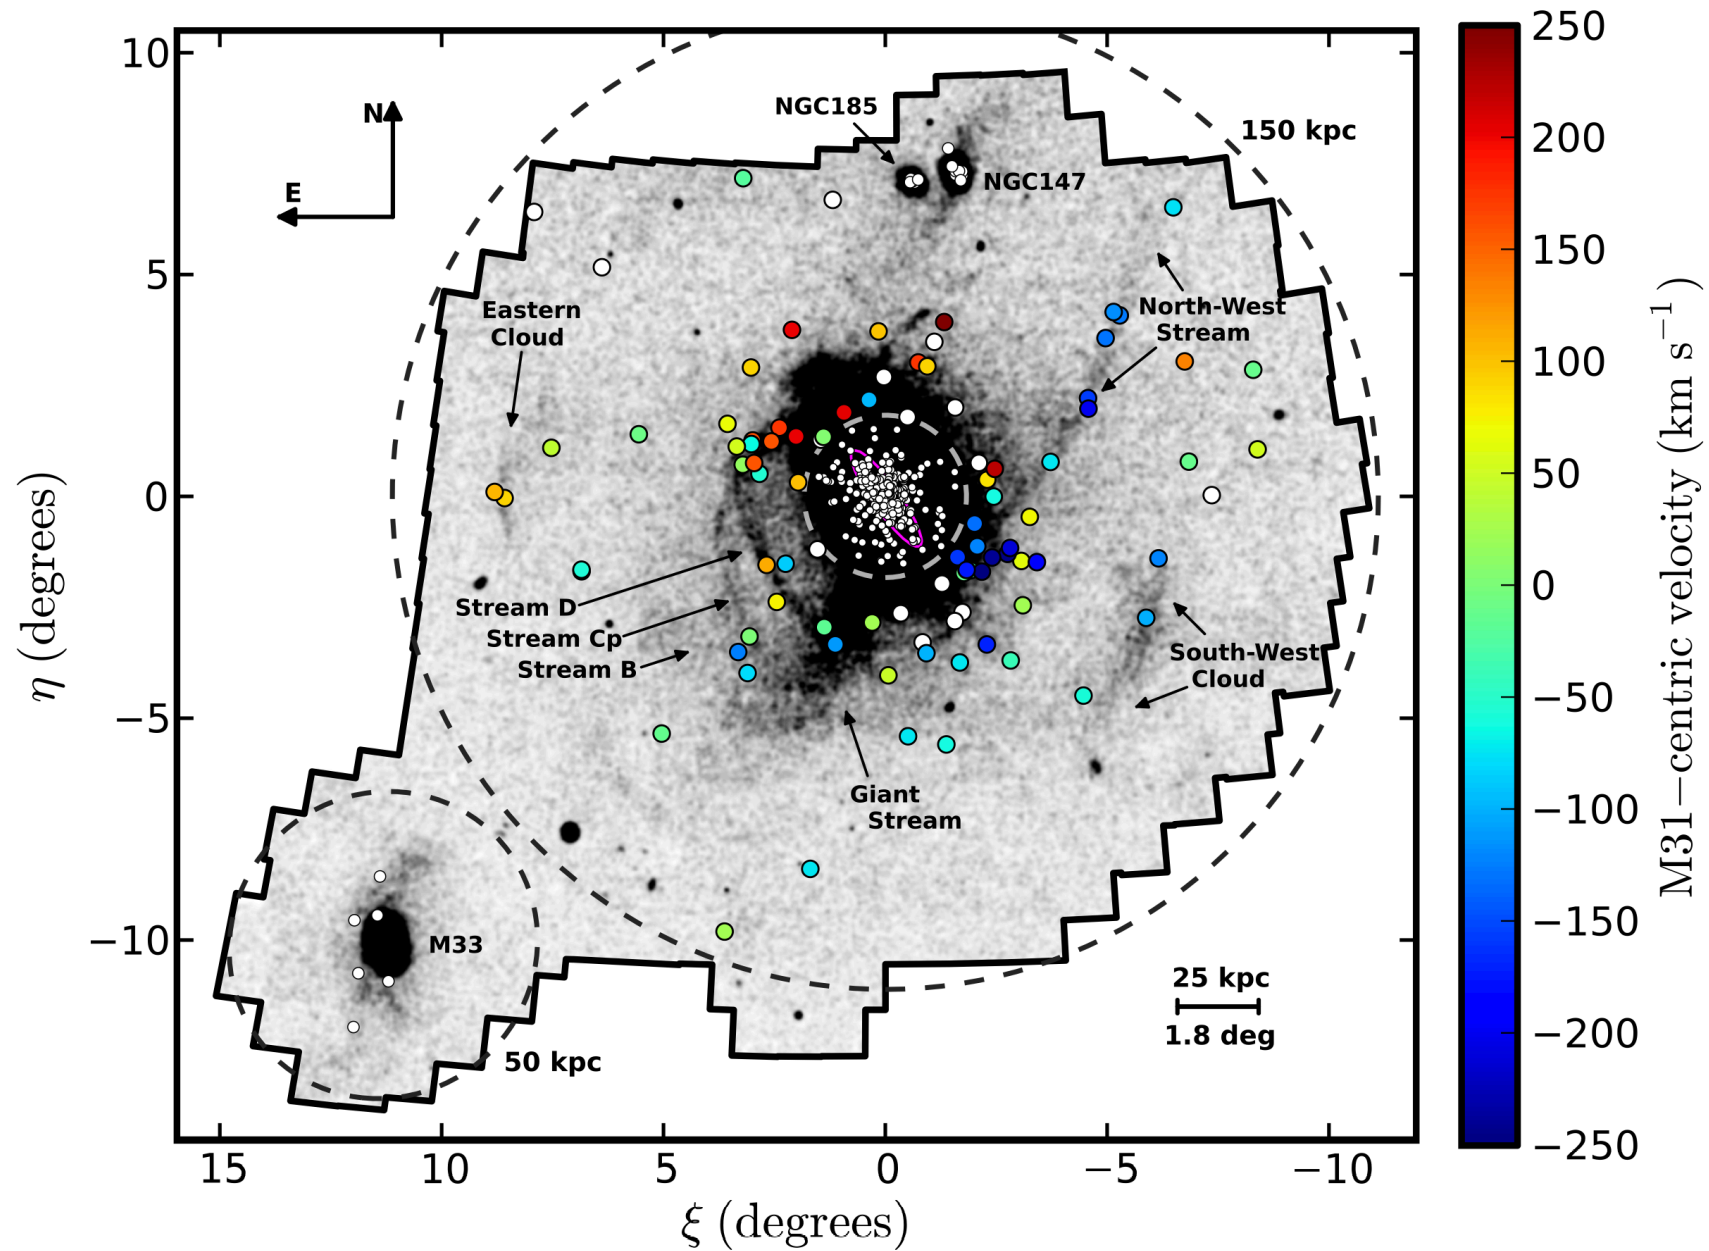 NGC185
NGC147
150 kpc
N
E
Eastern
Cloud
North-West
Stream
Stream D
Stream Cp
Stream B
South-West
Cloud
Giant
Stream
M33
50 kpc
25 kpc
1.8 deg
10
5
0
−5
−10
η (degrees)
15
10
5
0
−5
−10
ξ (degrees)
250
200
150
100
50
0
−50
−100
−150
−200
−250
M31−centric velocity (km s⁻¹)